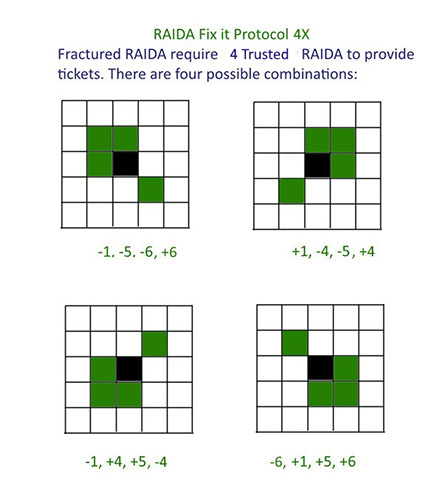 RAIDA Fix it Protocol 4X
Fractured RAIDA require 4 Trusted RAIDA to provide
tickets. There are four possible combinations:
-1. -5. -6, +6
+1, -4, -5, +4
-1, +4, +5, -4
-6, +1, +5, +6